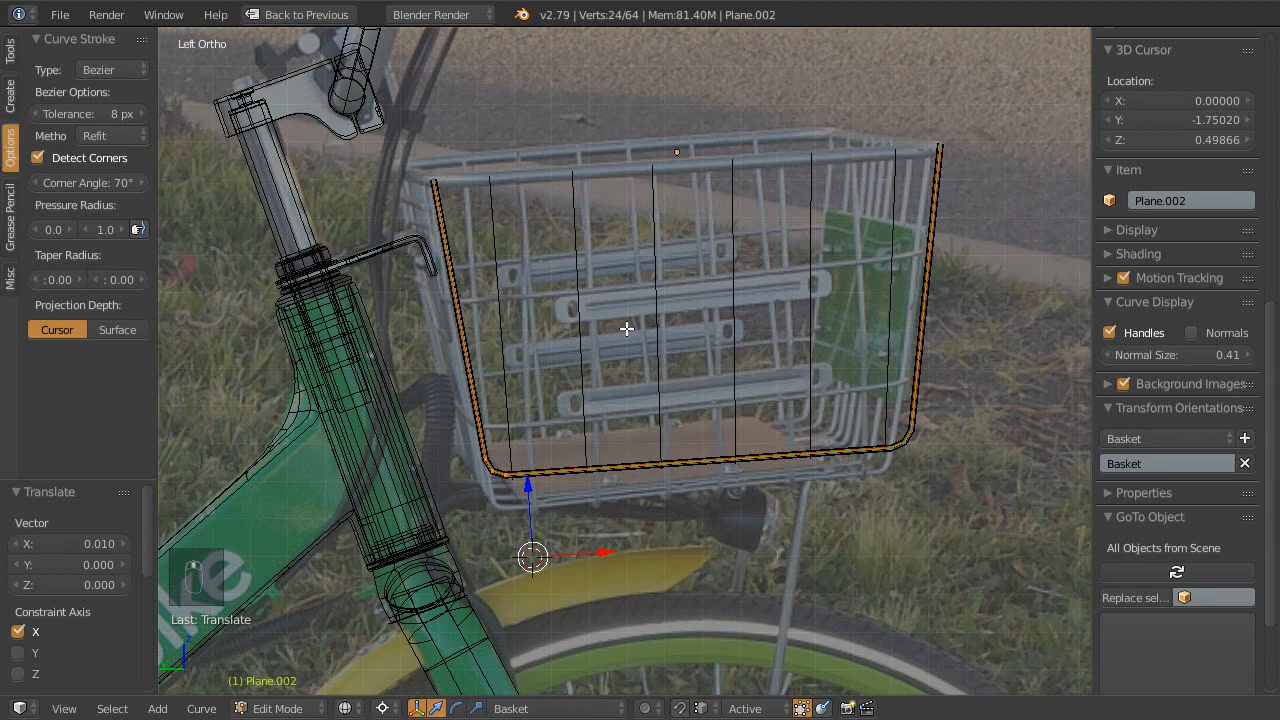 File Render Window Help Back to Previous Blender Render v2.79 | Verts:24/64 | Mem:81.40M | Plane.002
Tools
Create
Options
Grease Pencil
Misc
Curve Stroke
Type: Bezier
Bezier Options:
Tolerance: 8 px
Metho Refit
Detect Corners
Corner Angle: 70°
Pressure Radius:
0.0 1.0
Taper Radius:
:0.00 :0.00
Projection Depth:
Cursor Surface
Translate
Vector
X: 0.010
Y: 0.000
Z: 0.000
Constraint Axis
X
Y
Z
Left Ortho
bike
Last: Translate
z
(1) Plane.002
3D Cursor
Location:
X: 0.00000
Y: -1.75020
Z: 0.49866
Item
Plane.002
Display
Shading
Motion Tracking
Curve Display
Handles Normals
Normal Size: 0.41
Background Images
Transform Orientations
Basket
Basket
Properties
GoTo Object
All Objects from Scene
Replace sel...
View Select Add Curve Edit Mode Basket Active